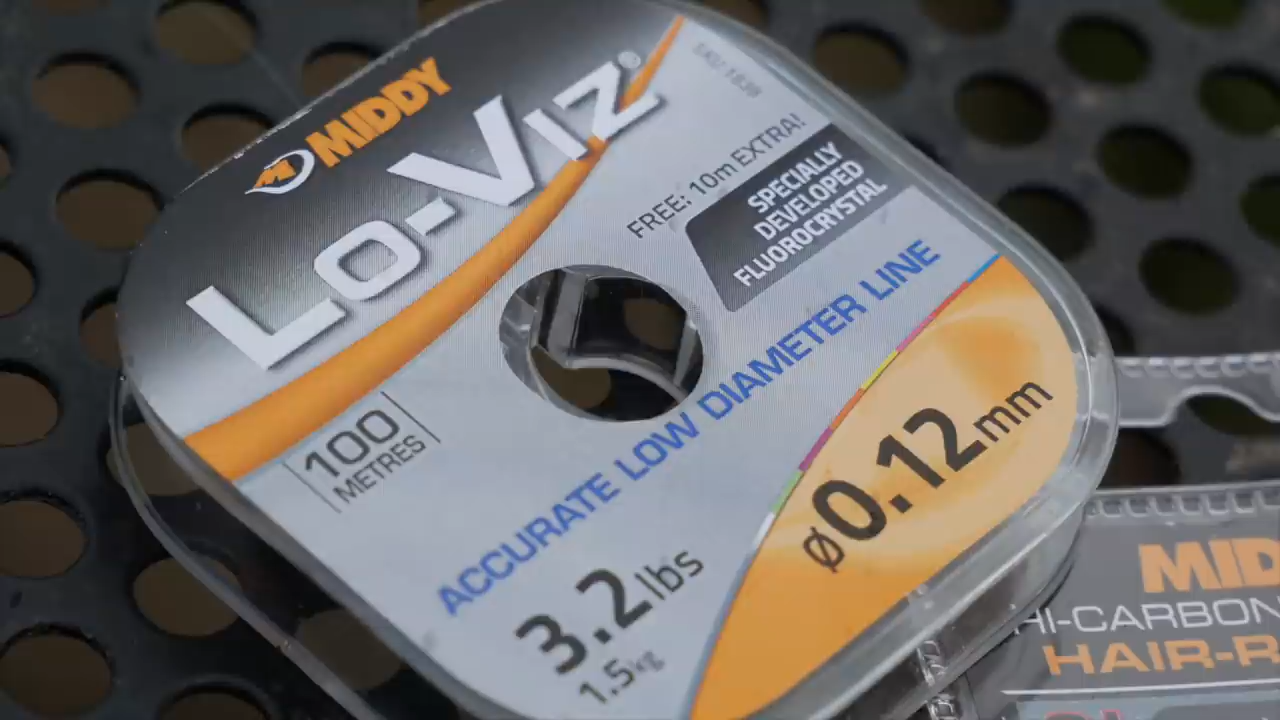 MIDDY
LO-VIZ®
FREE: 10m EXTRA!
SPECIALLY
DEVELOPED
FLUOROCRYSTAL
100
METRES
ACCURATE LOW DIAMETER LINE
ø0.12mm
3.2lbs
1.5kg
MID
HI-CARBON
HAIR-R